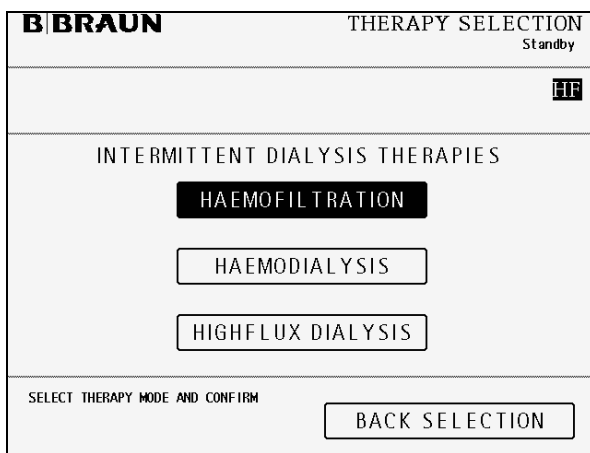 B|BRAUN
THERAPY SELECTION
Standby
HF
INTERMITTENT DIALYSIS THERAPIES
HAEMOFILTRATION
HAEMODIALYSIS
HIGHFLUX DIALYSIS
SELECT THERAPY MODE AND CONFIRM
BACK SELECTION